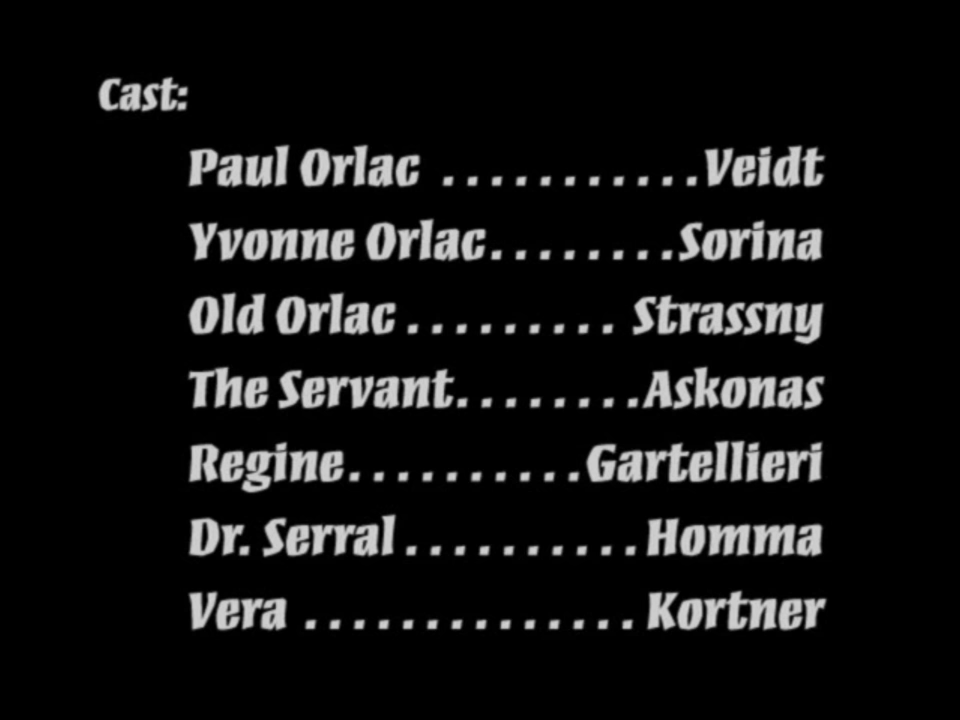 Cast:
Paul Orlac ...........Veidt
Yvonne Orlac........Sorina
Old Orlac ......... Strassny
The Servant........Askonas
Regine..........Gartellieri
Dr. Serral ..........Homma
Vera .............. Kortner